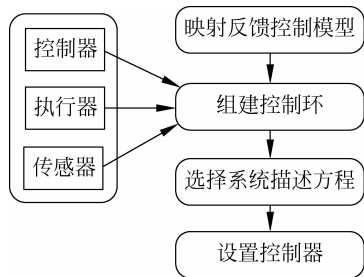 控制器
执行器
传感器
映射反馈控制模型
组建控制环
选择系统描述方程
设置控制器